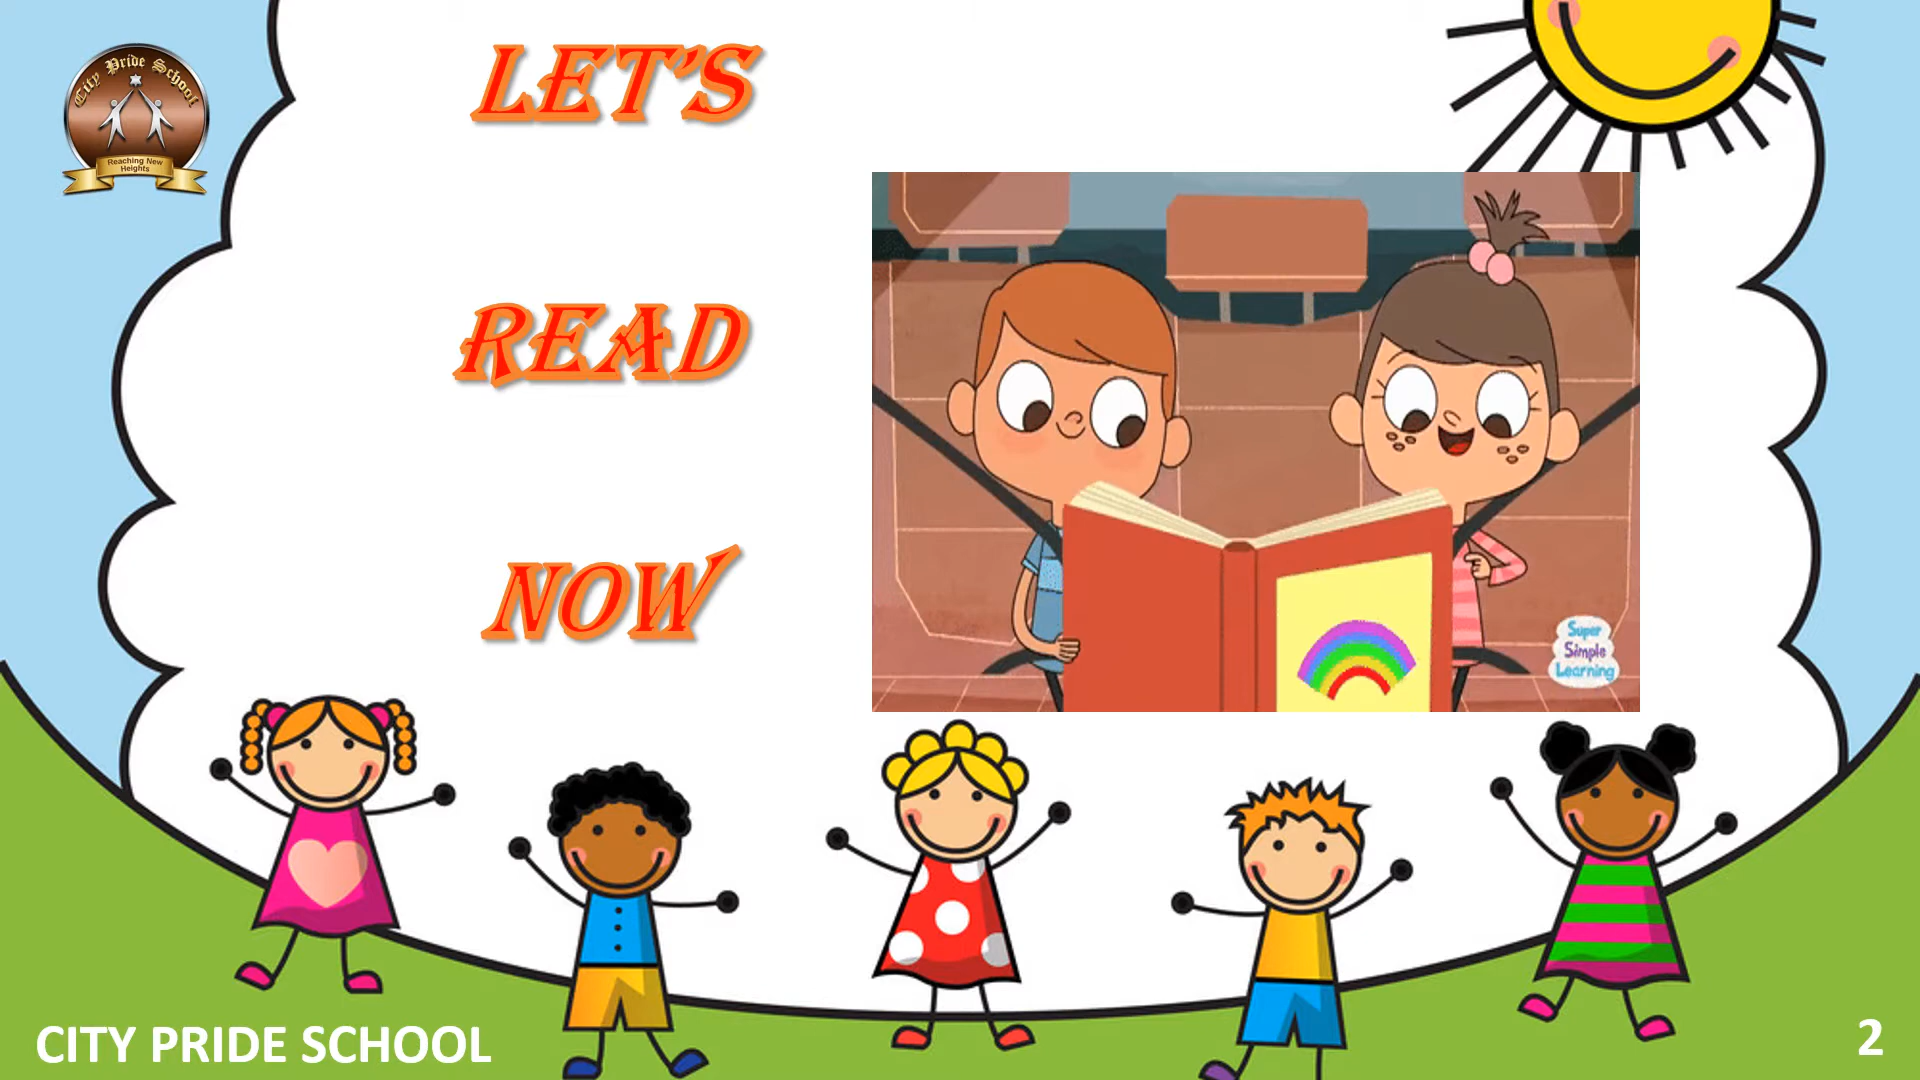 City Pride School
Reaching New
Heights
LET'S
READ
NOW
Super
Simple
Learning
CITY PRIDE SCHOOL
2